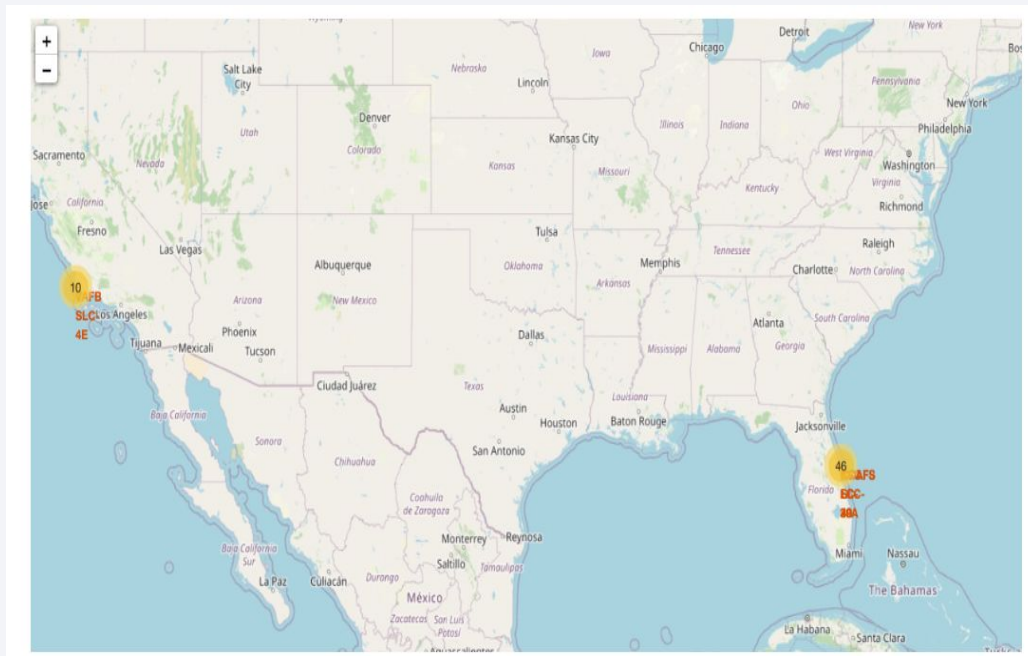 +
−
New York
Detroit
Chicago
Iowa
Nebraska
Salt Lake
City
Lincoln
Pennsylvania
Ohio
New York
Illinois
Indiana
Utah
Denver
Philadelphia
Kansas City
Colorado
Sacramento
Nevada
Kansas
Missouri
West Virginia
Washington
Kentucky
Virginia
Jose
California
Richmond
Fresno
Tulsa
Las Vegas
Raleigh
Tennessee
Albuquerque
Oklahoma
Memphis
Charlotte
North Carolina
Arkansas
10
Arizona
New Mexico
SLC-
Los Angeles
South Carolina
Atlanta
4E
Phoenix
Dallas
Tijuana
Mexicali
Tucson
Mississippi
Alabama
Georgia
Ciudad Juárez
Texas
Louisiana
Austin
Houston
Baton Rouge
Baja California
Jacksonville
Sonora
San Antonio
Chihuahua
46
Florida
Coahuila
de Zaragoza
Monterrey
Reynosa
Baja California
Sur
Miami
Nassau
Saltillo
Tamaulipas
La Paz
Culiacán
Durango
The Bahamas
México
Zacatecas
San Luis
Potosí
La Habana
Santa Clara